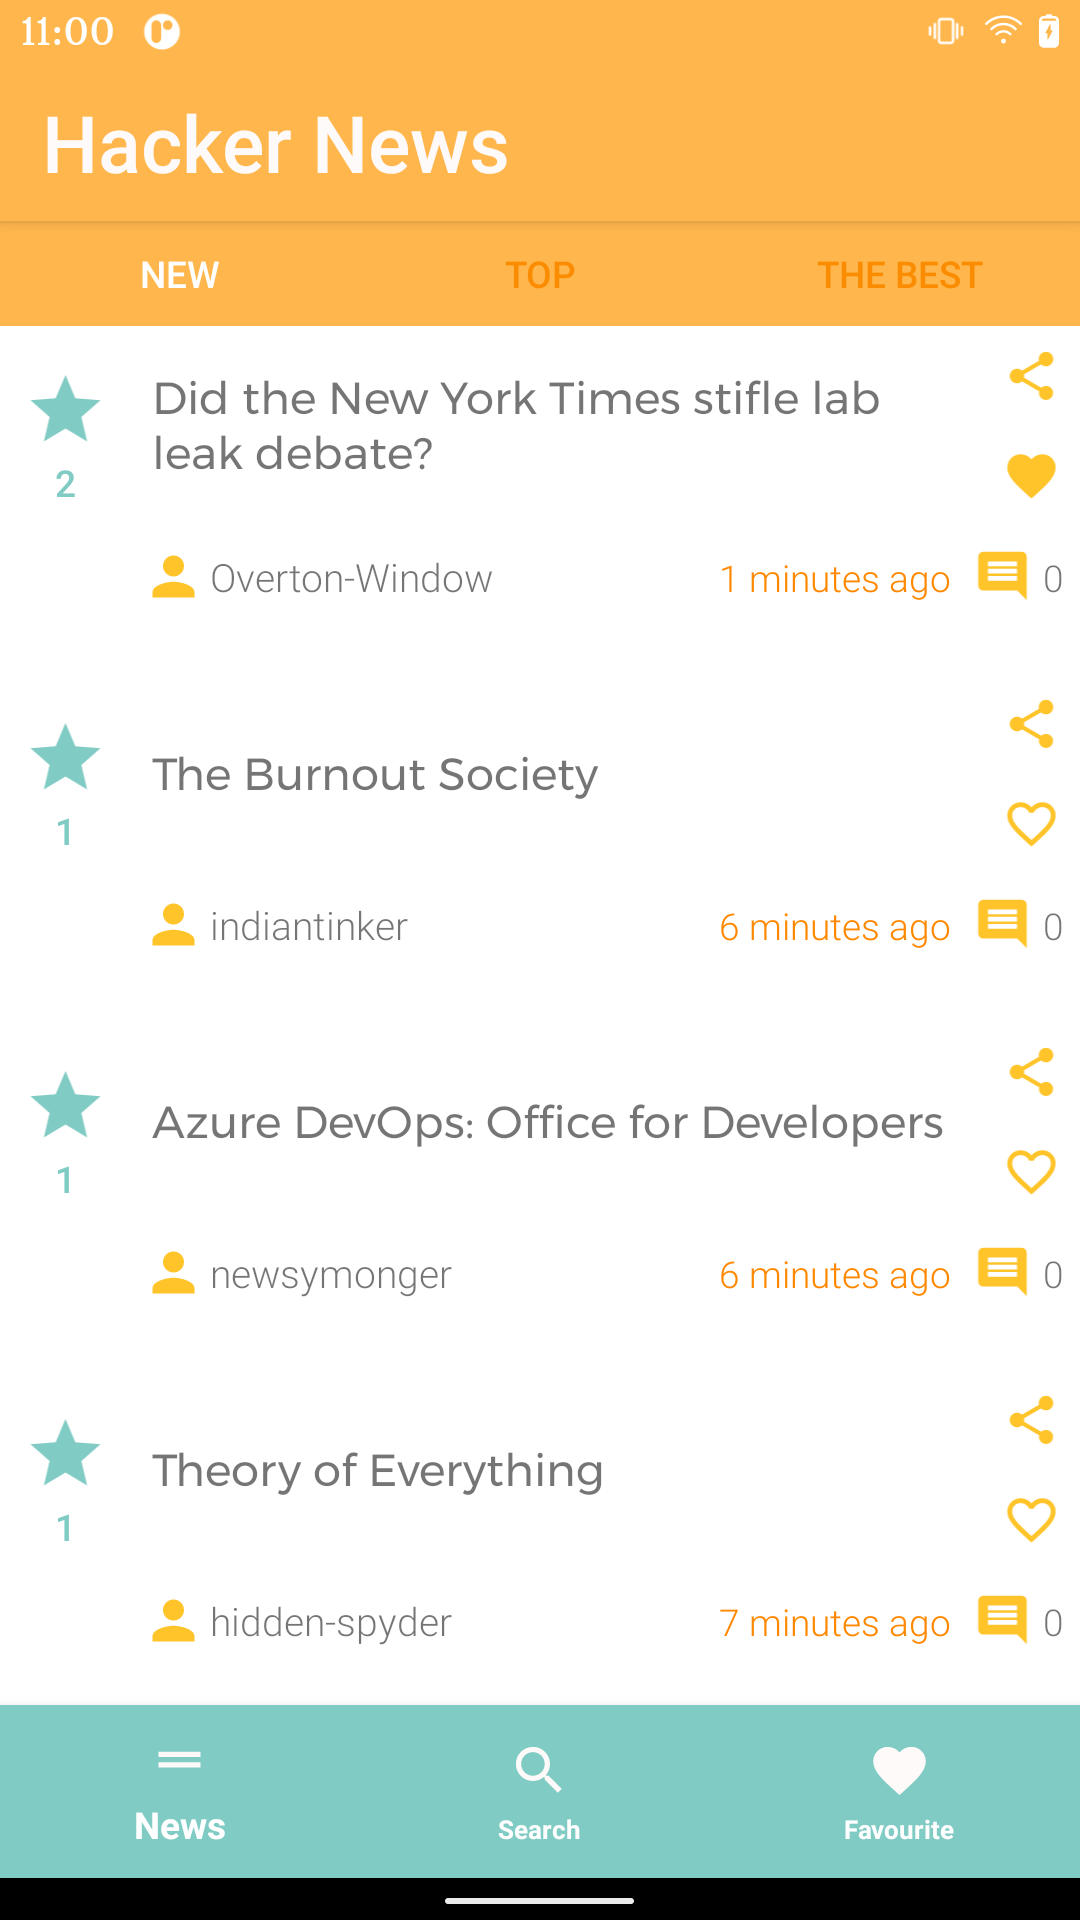 11:00
Hacker News
NEW TOP THE BEST
Did the New York Times stifle lab
leak debate?
2
Overton-Window 1 minutes ago 0
The Burnout Society
1
indiantinker 6 minutes ago 0
Azure DevOps: Office for Developers
1
newsymonger 6 minutes ago 0
Theory of Everything
1
hidden-spyder 7 minutes ago 0
News Search Favourite